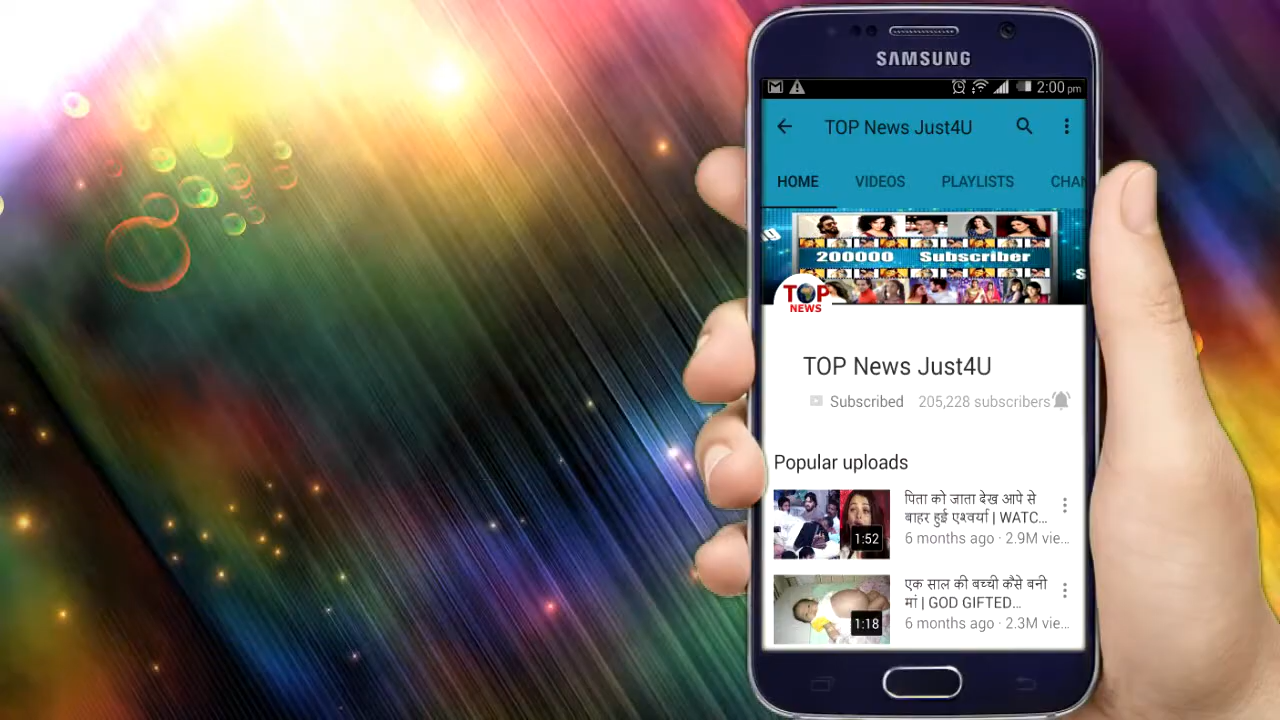 SAMSUNG
2:00 pm
TOP News Just4U
HOME VIDEOS PLAYLISTS CHAN
200000 Subscriber
TOP
NEWS
TOP News Just4U
Subscribed 205,228 subscribers
Popular uploads
पिता को जाता देख आपे से
बाहर हुई एश्वर्या | WATC...
1:52
6 months ago · 2.9M vie...
एक साल की बच्ची कैसे बनी
मां | GOD GIFTED...
1:18
6 months ago · 2.3M vie...